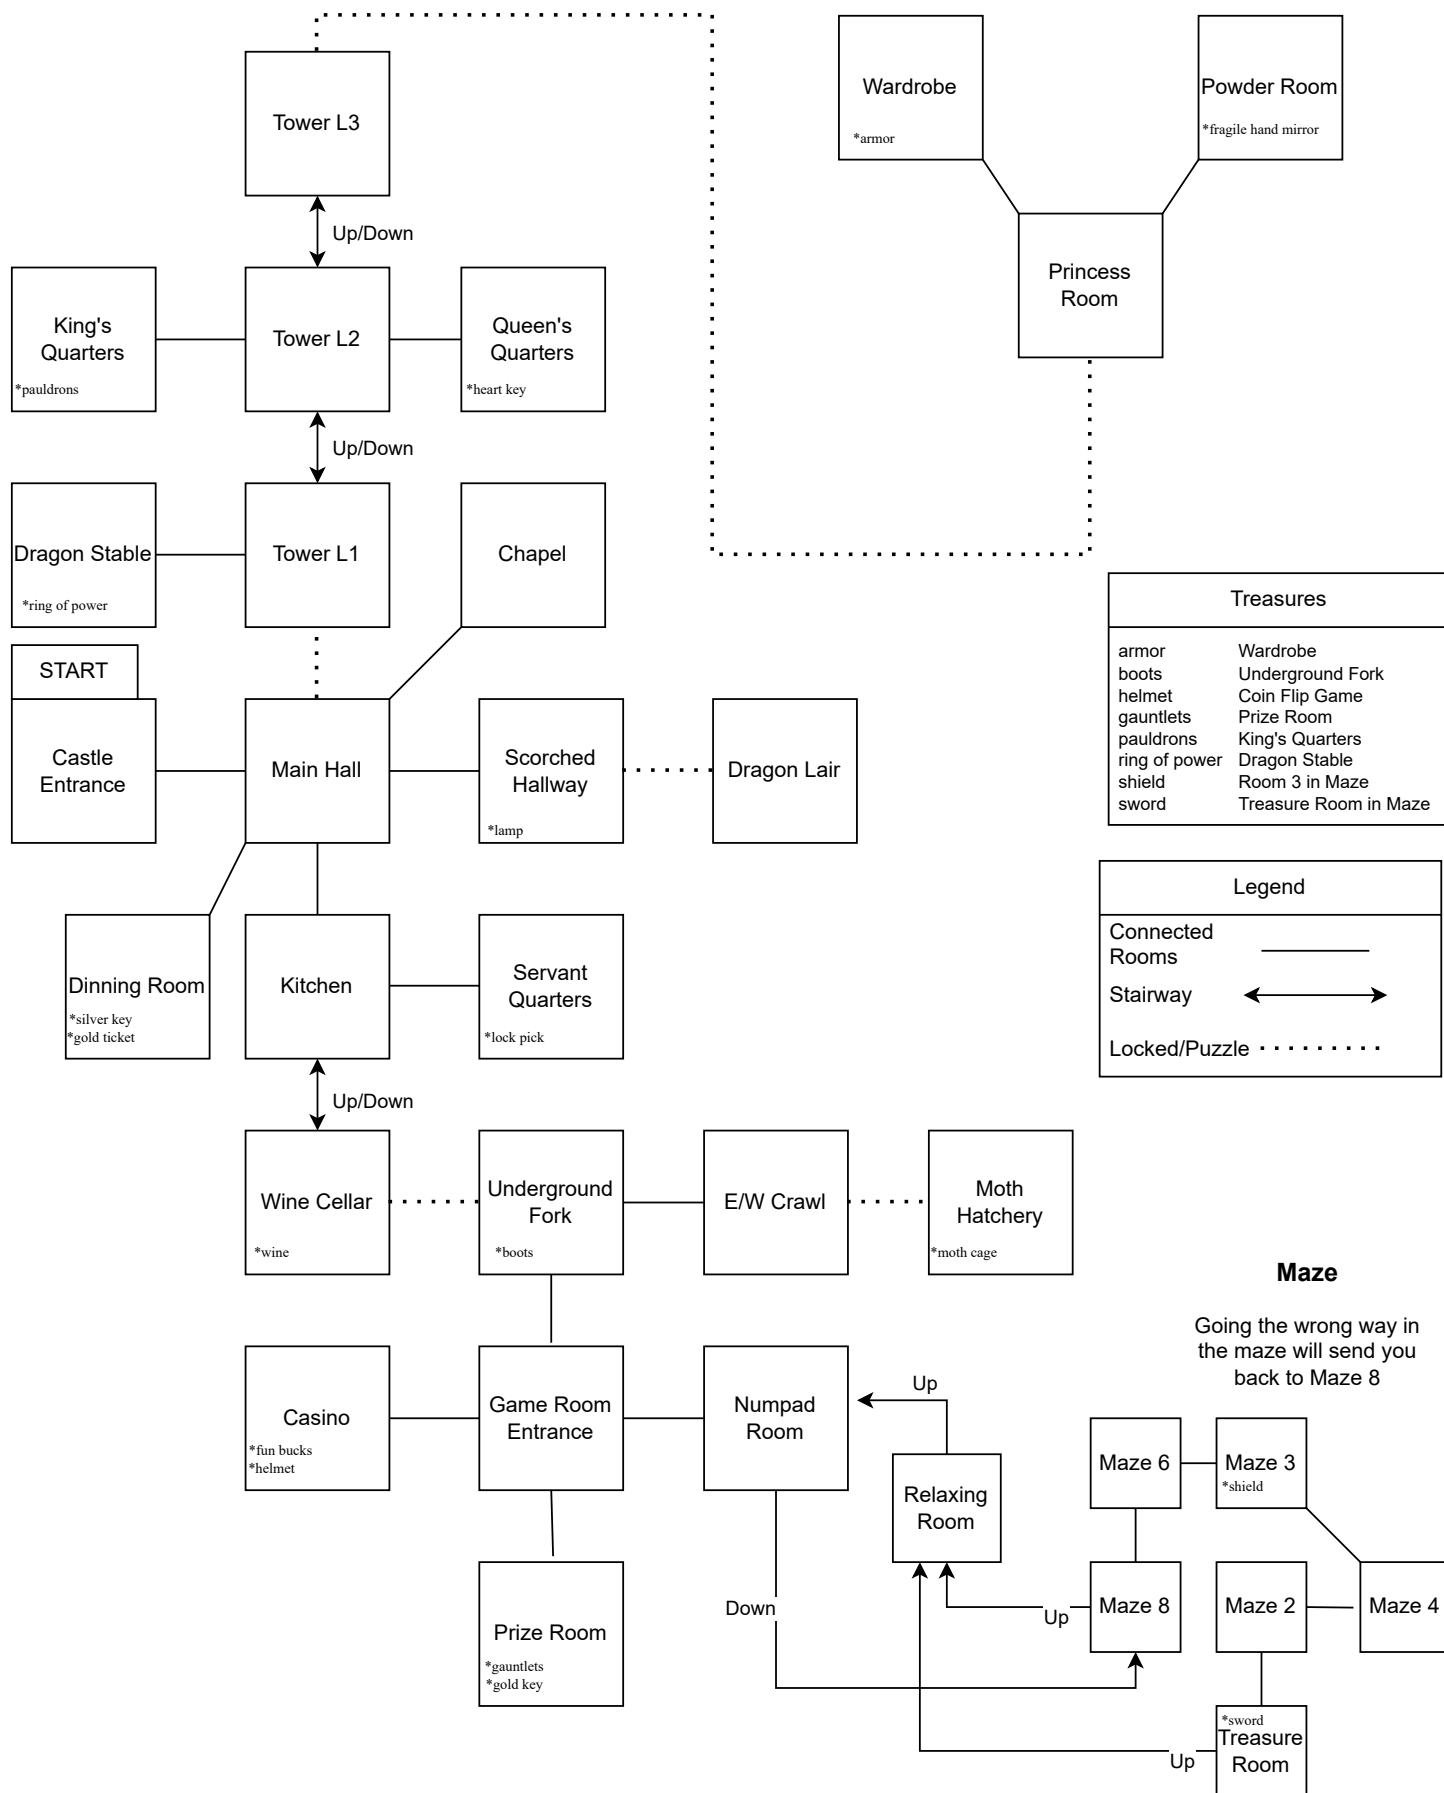 Tower L3
Wardrobe
*armor
Powder Room
*fragile hand mirror
Up/Down
Princess
Room
King's
Quarters
*pauldrons
Tower L2
Queen's
Quarters
*heart key
Up/Down
Dragon Stable
*ring of power
Tower L1
Chapel
Treasures
armor Wardrobe
boots Underground Fork
helmet Coin Flip Game
gauntlets Prize Room
pauldrons King's Quarters
ring of power Dragon Stable
shield Room 3 in Maze
sword Treasure Room in Maze
START
Castle
Entrance
Main Hall
Scorched
Hallway
*lamp
Dragon Lair
Legend
Connected
Rooms
Stairway
Locked/Puzzle
Dinning Room
*silver key
*gold ticket
Kitchen
Servant
Quarters
*lock pick
Up/Down
Wine Cellar
*wine
Underground
Fork
*boots
E/W Crawl
Moth
Hatchery
*moth cage
Maze
Going the wrong way in
the maze will send you
back to Maze 8
Casino
*fun bucks
*helmet
Game Room
Entrance
Numpad
Room
Up
Relaxing
Room
Maze 6
Maze 3
*shield
Down
Up
Maze 8
Maze 2
Maze 4
Prize Room
*gauntlets
*gold key
Up
*sword
Treasure
Room